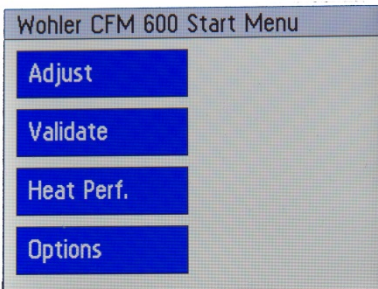 Wohler CFM 600 Start Menu
Adjust
Validate
Heat Perf.
Options